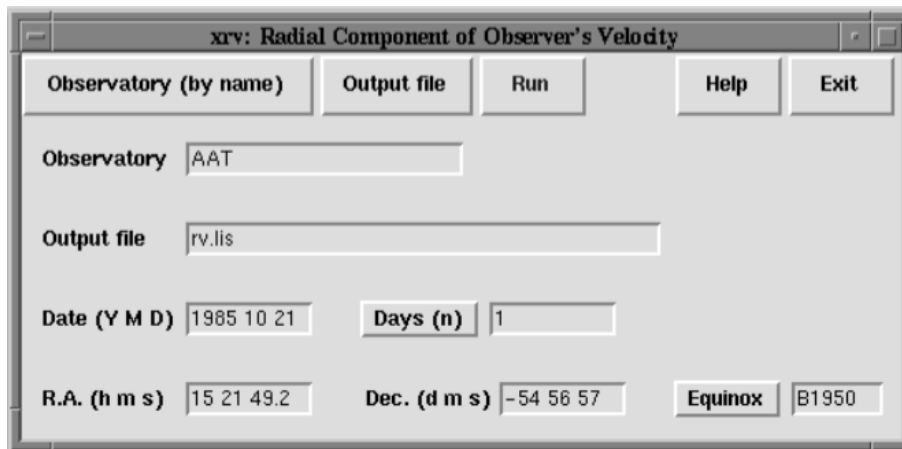 xrv: Radial Component of Observer's Velocity
Observatory (by name) Output file Run Help Exit
Observatory AAT
Output file rv.lis
Date (Y M D) 1985 10 21 Days (n) 1
R.A. (h m s) 15 21 49.2 Dec. (d m s) -54 56 57 Equinox B1950